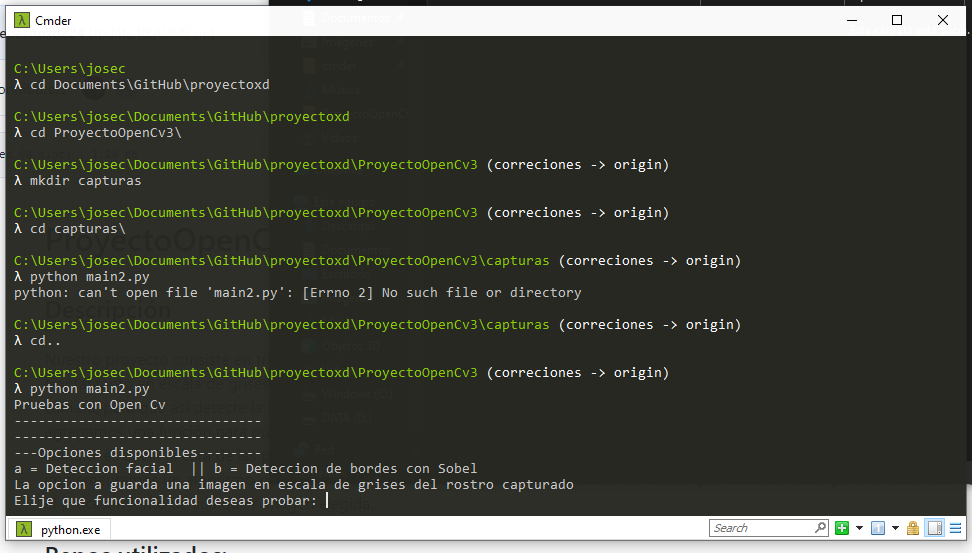 Cmder
C:\Users\josec
λ cd Documents\GitHub\proyectoxd
C:\Users\josec\Documents\GitHub\proyectoxd
λ cd ProyectoOpenCv3\
C:\Users\josec\Documents\GitHub\proyectoxd\ProyectoOpenCv3 (correciones -> origin)
λ mkdir capturas
C:\Users\josec\Documents\GitHub\proyectoxd\ProyectoOpenCv3 (correciones -> origin)
λ cd capturas\
C:\Users\josec\Documents\GitHub\proyectoxd\ProyectoOpenCv3\capturas (correciones -> origin)
λ python main2.py
python: can't open file 'main2.py': [Errno 2] No such file or directory
C:\Users\josec\Documents\GitHub\proyectoxd\ProyectoOpenCv3\capturas (correciones -> origin)
λ cd..
C:\Users\josec\Documents\GitHub\proyectoxd\ProyectoOpenCv3 (correciones -> origin)
λ python main2.py
Pruebas con Open Cv
-------------------------------
-------------------------------
---Opciones disponibles--------
a = Deteccion facial  || b = Deteccion de bordes con Sobel
La opcion a guarda una imagen en escala de grises del rostro capturado
Elije que funcionalidad deseas probar:
python.exe
Search